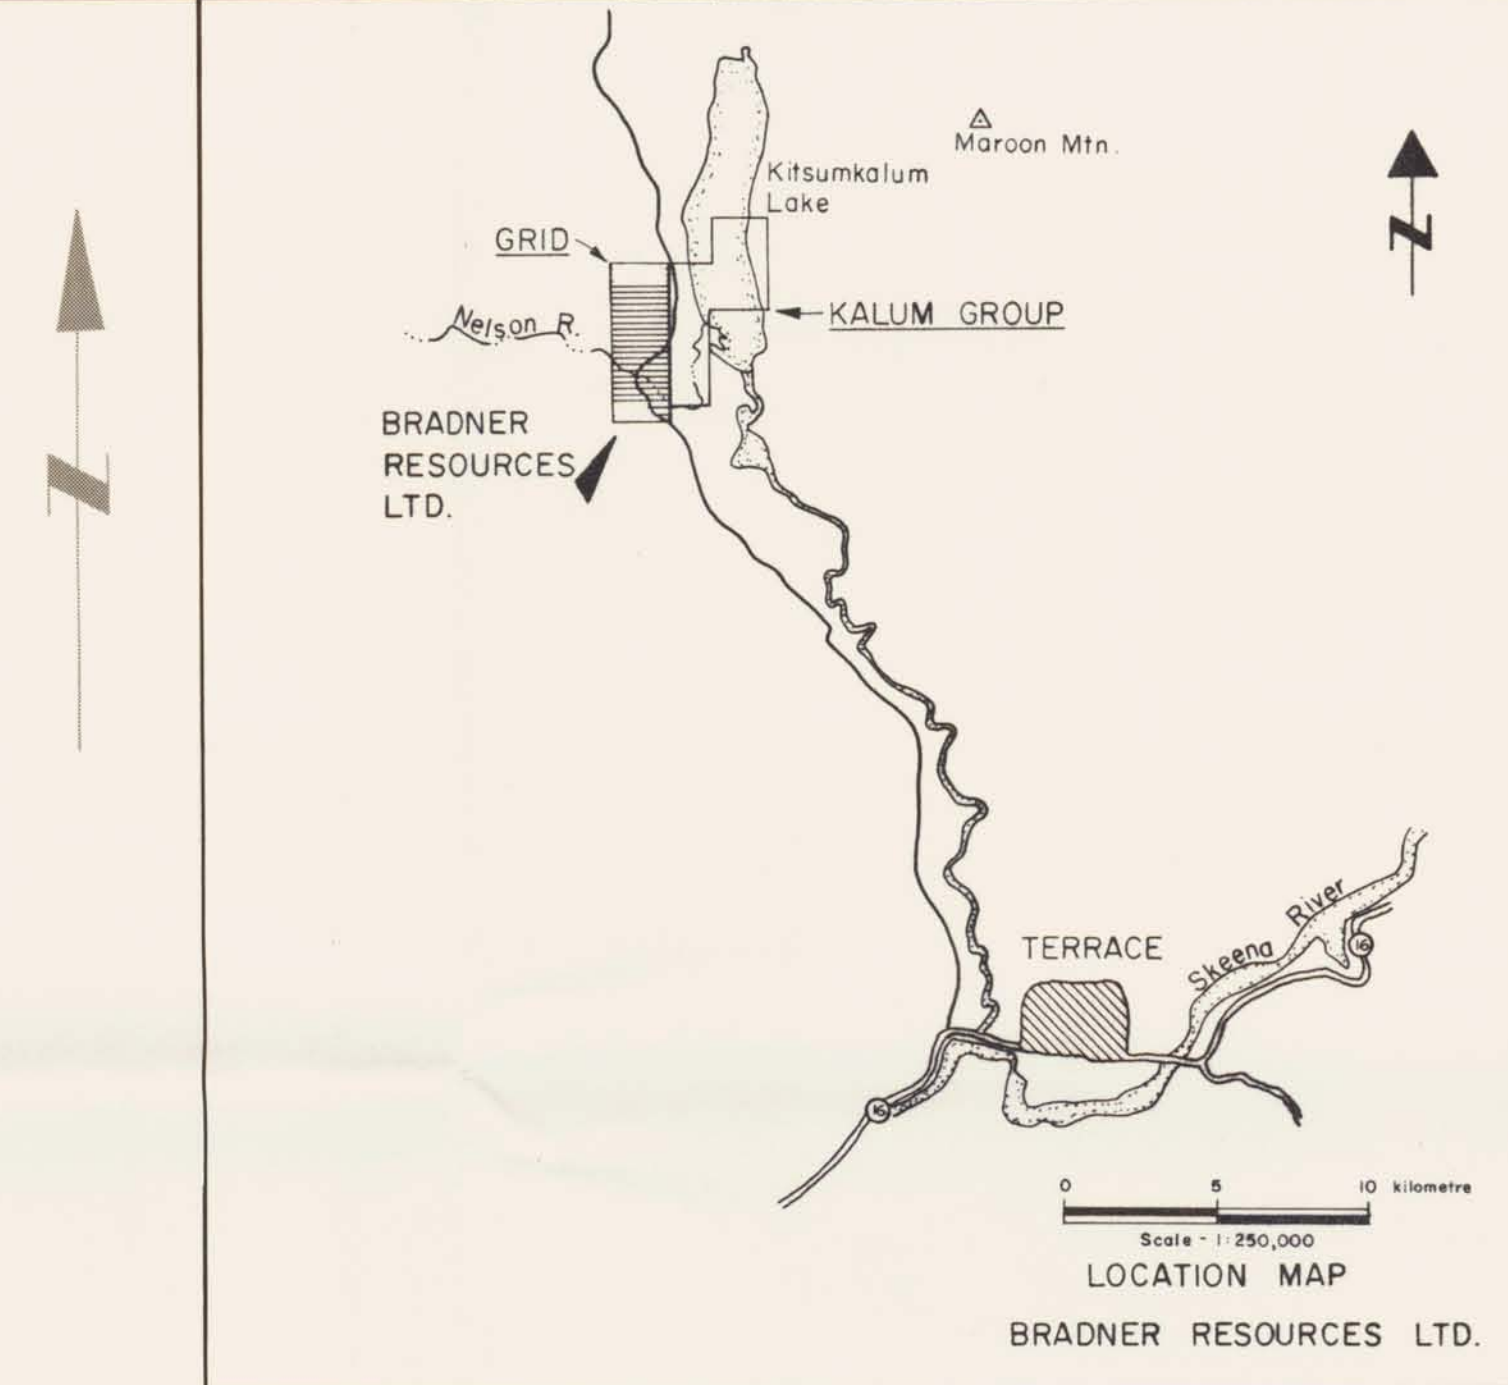 Maroon Mtn.
Kitsumkalum
Lake
N
GRID
KALUM GROUP
Nelson R.
BRADNER
RESOURCES
LTD.
N
River
Skeena
TERRACE
16
16
0 5 10 kilometre
Scale - 1:250,000
LOCATION MAP
BRADNER RESOURCES LTD.